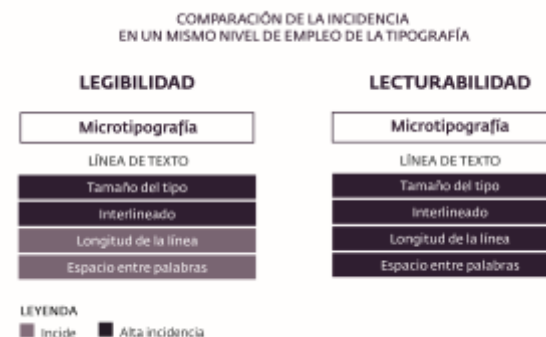 COMPARACIÓN DE LA INCIDENCIA
EN UN MISMO NIVEL DE EMPLEO DE LA TIPOGRAFÍA
LEGIBILIDAD
Microtipografía
LÍNEA DE TEXTO
Tamaño del tipo
Interlineado
Longitud de la línea
Espacio entre palabras
LECTURABILIDAD
Microtipografía
LÍNEA DE TEXTO
Tamaño del tipo
Interlineado
Longitud de la línea
Espacio entre palabras
LEYENDA
Incide
Alta incidencia